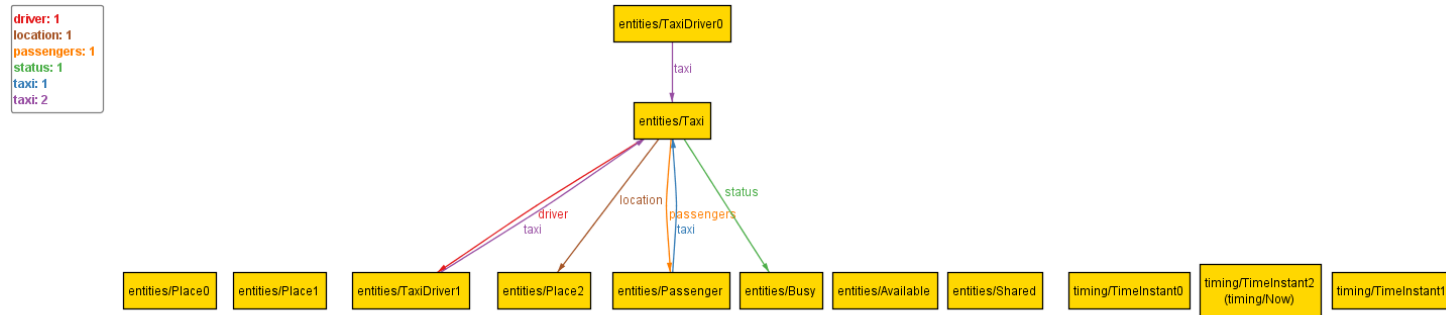 driver: 1
location: 1
passengers: 1
status: 1
taxi: 1
taxi: 2
entities/TaxiDriver0
taxi
entities/Taxi
status
location
driver
passengers
taxi
taxi
entities/Place0
entities/Place1
entities/TaxiDriver1
entities/Place2
entities/Passenger
entities/Busy
entities/Available
entities/Shared
timing/TimeInstant0
timing/TimeInstant2
(timing/Now)
timing/TimeInstant1